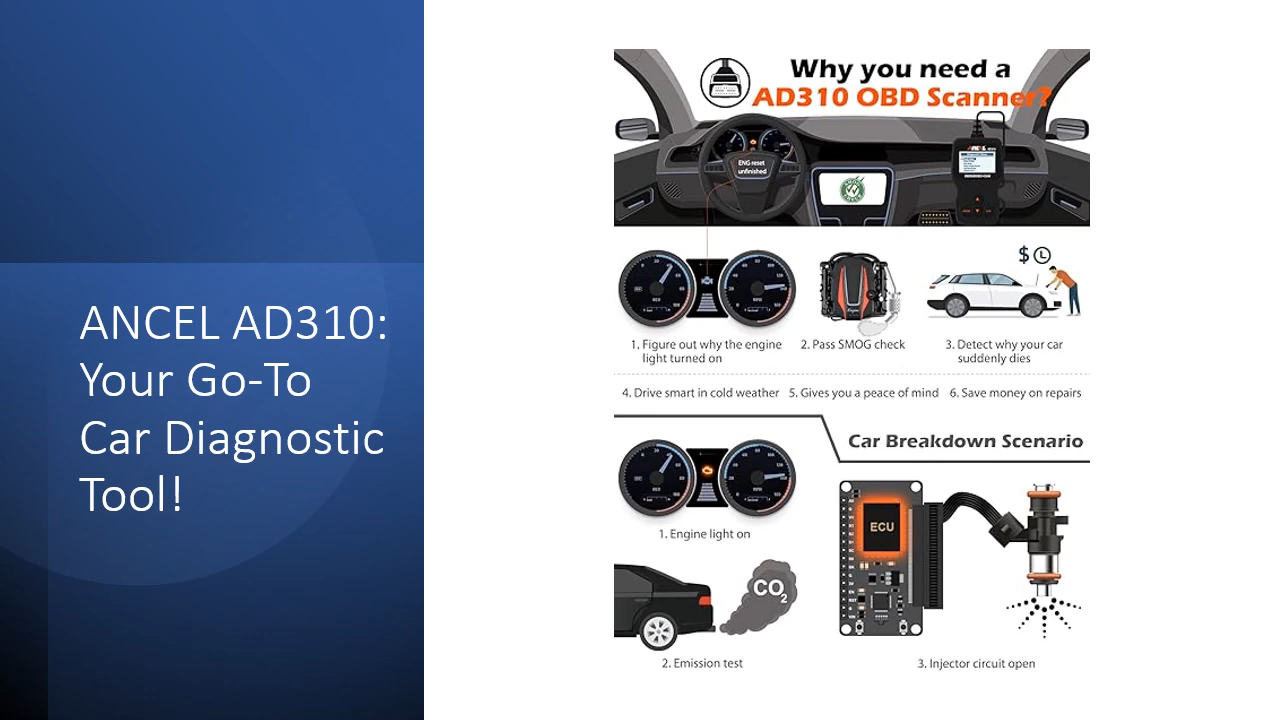 ANCEL AD310:
Your Go-To
Car Diagnostic
Tool!
Why you need a
AD310 OBD Scanner?
ENG reset
unfinished
ANCEL
$
1. Figure out why the engine
light turned on
2. Pass SMOG check
3. Detect why your car
suddenly dies
4. Drive smart in cold weather
5. Gives you a peace of mind
6. Save money on repairs
Car Breakdown Scenario
1. Engine light on
ECU
CO2
2. Emission test
3. Injector circuit open